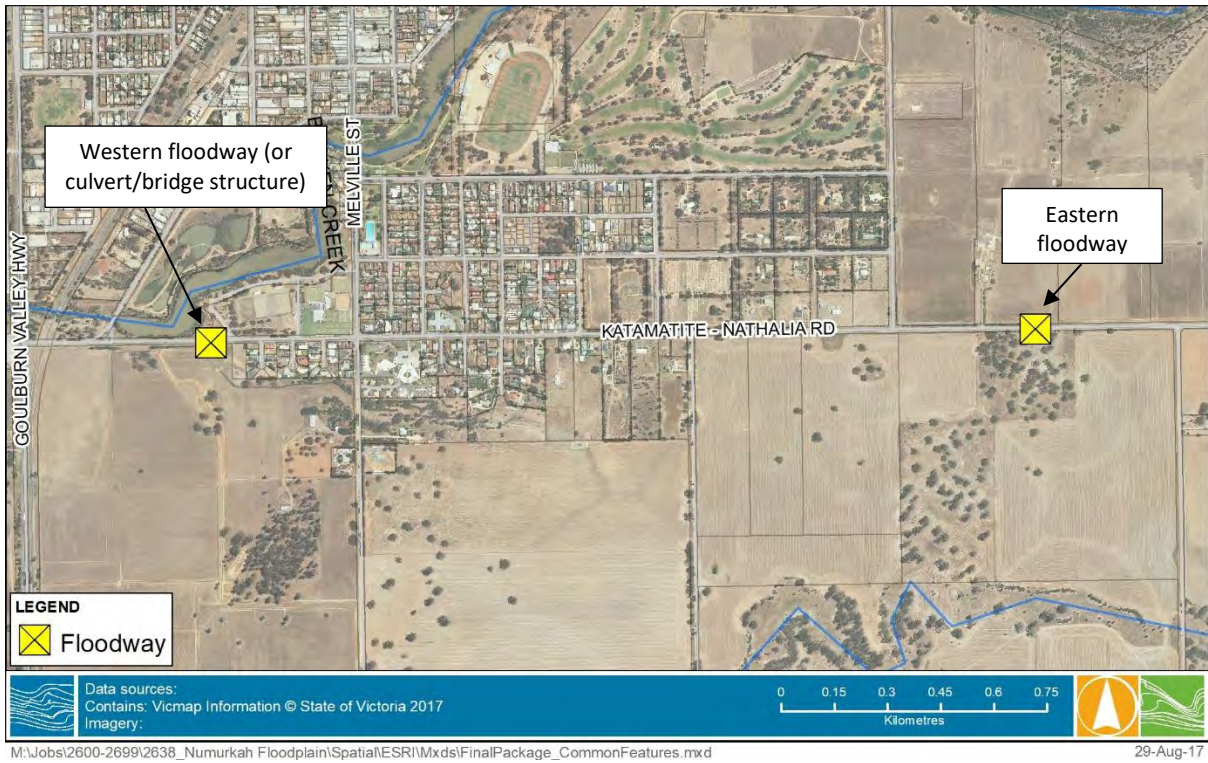 Western floodway (or
culvert/bridge structure)
Eastern
floodway
GOULBURN VALLEY HWY
CREEK
MELVILLE ST
KATAMATITE - NATHALIA RD
LEGEND
Floodway
Data sources:
Contains: Vicmap Information © State of Victoria 2017
Imagery:
0 0.15 0.3 0.45 0.6 0.75
Kilometres
M:\Jobs\2600-2699\2638_Numurkah Floodplain\Spatial\ESRI\Mxds\FinalPackage_CommonFeatures.mxd
29-Aug-17